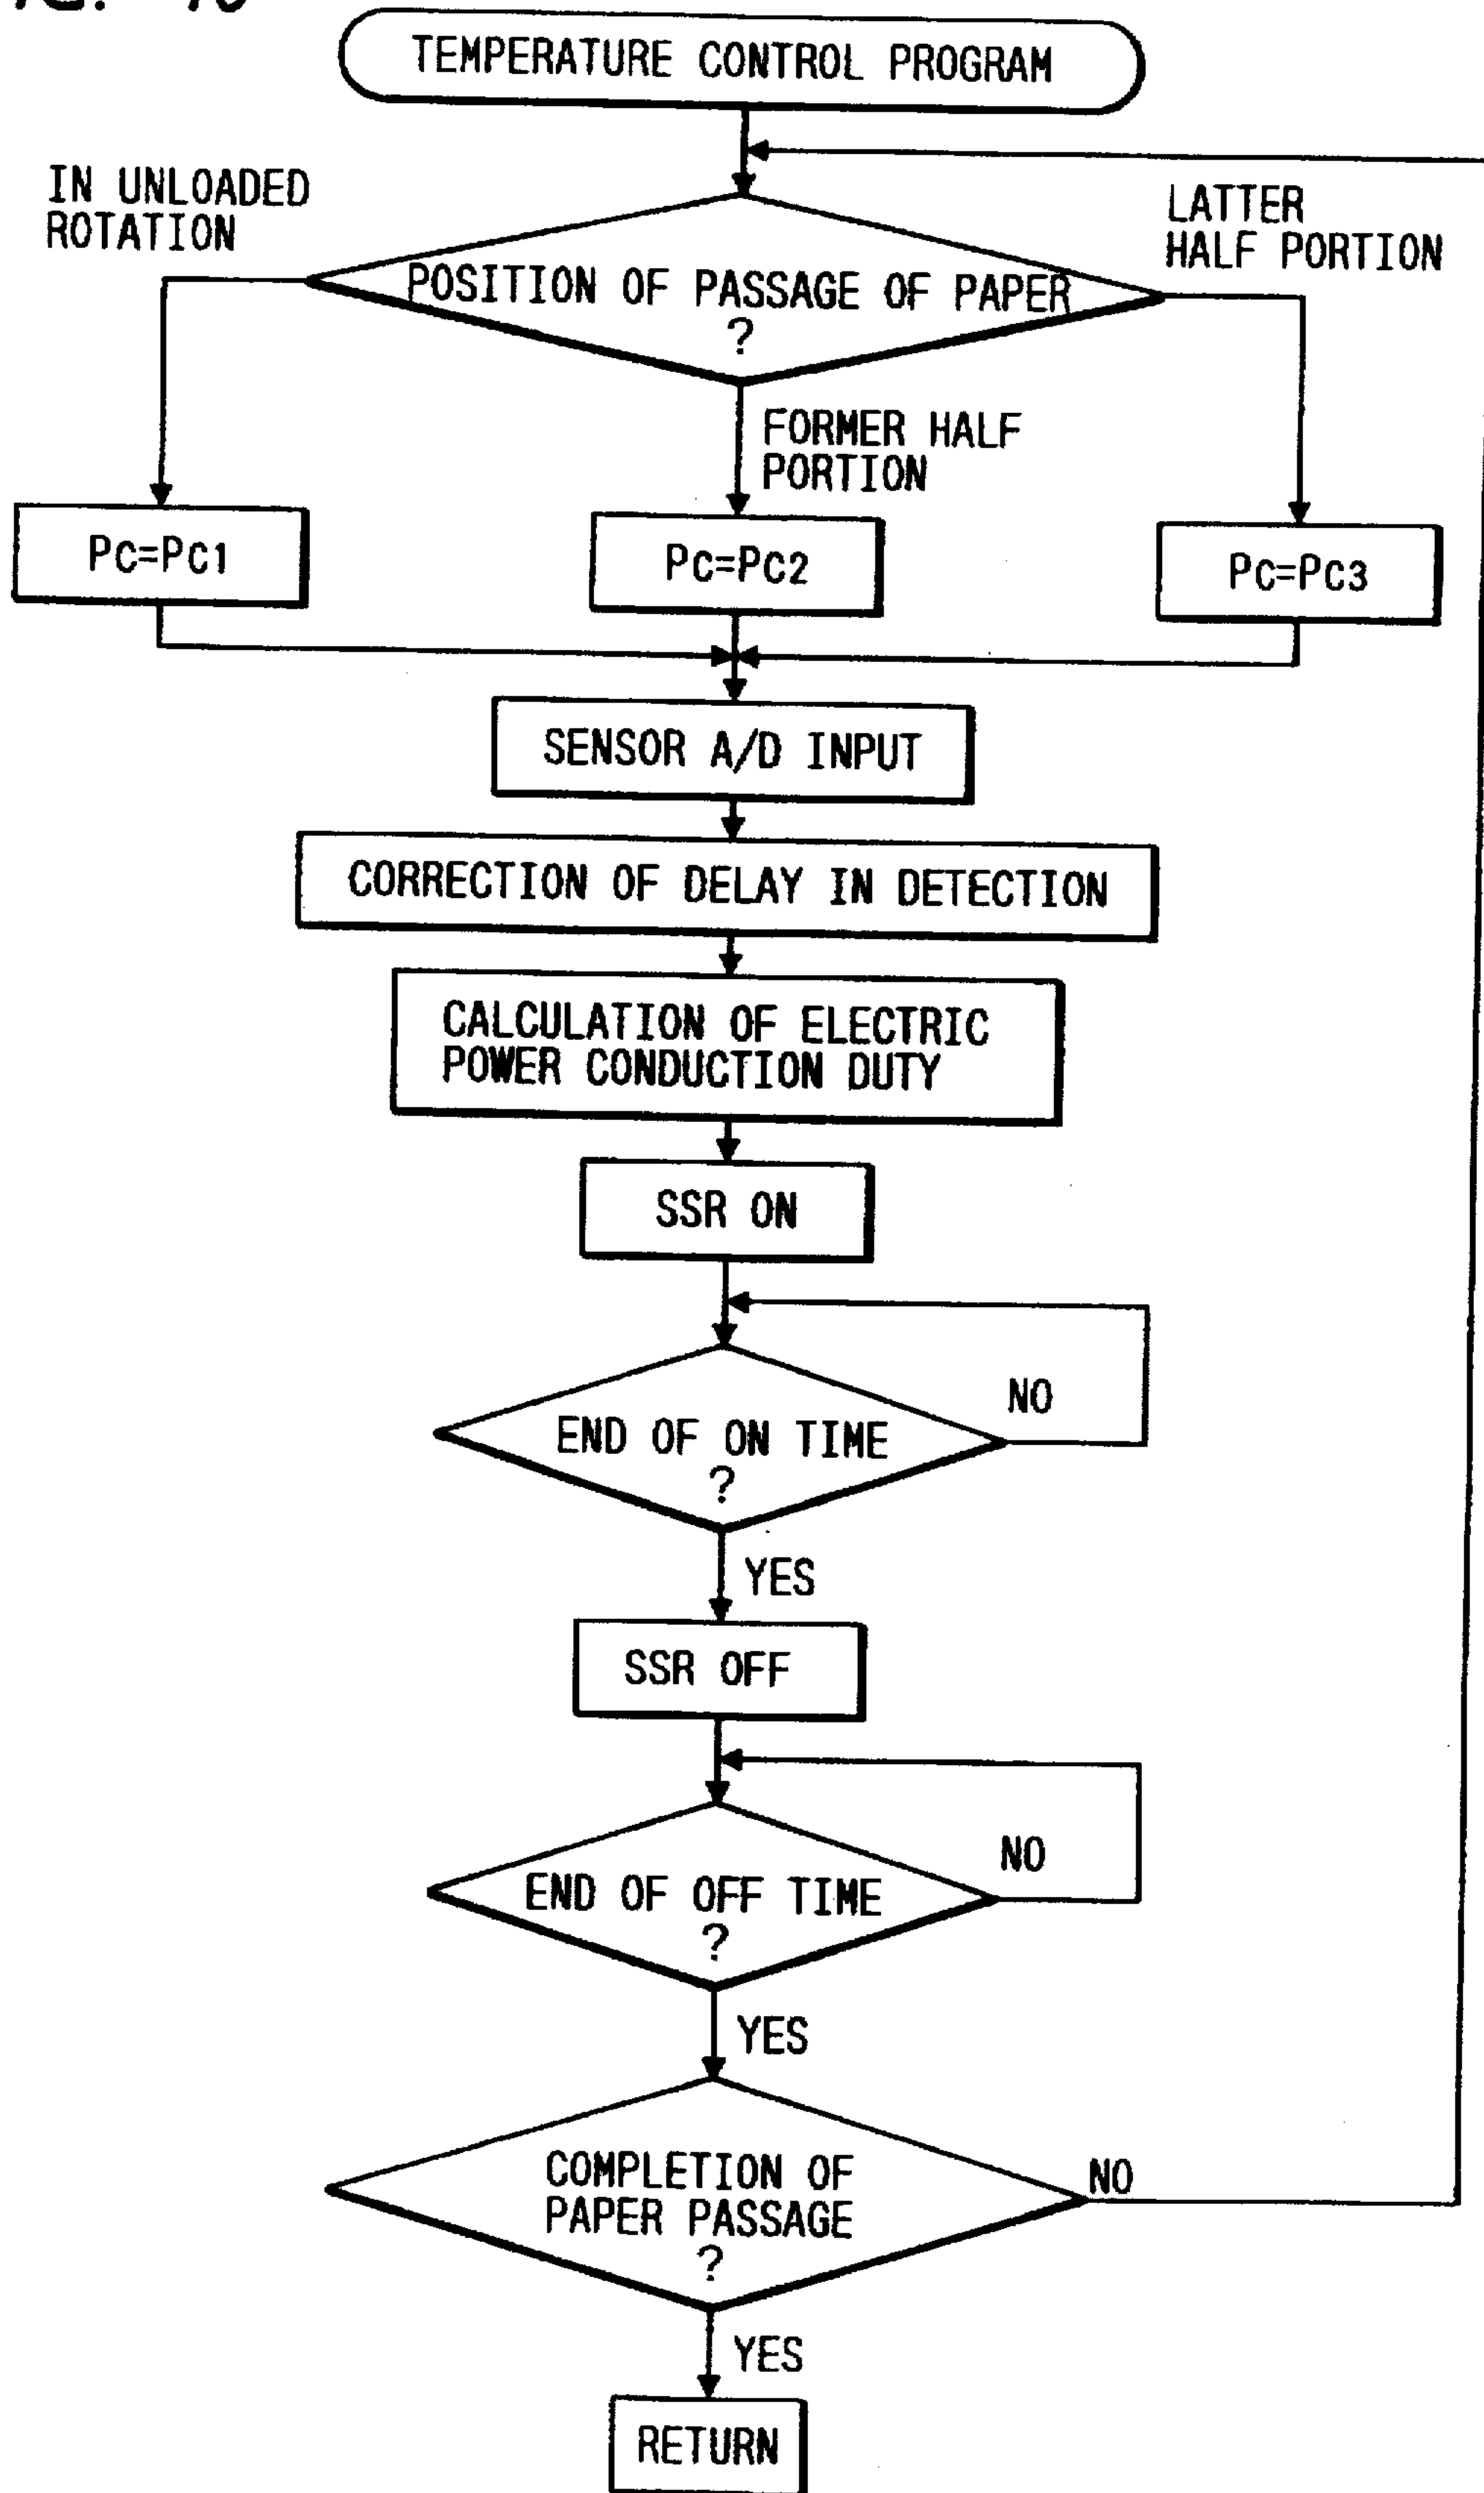 TEMPERATURE CONTROL PROGRAM
IN UNLOADED
ROTATION
LATTER
HALF PORTION
POSITION OF PASSAGE OF PAPER
?
FORMER HALF
PORTION
PC=PC1
PC=PC2
PC=PC3
SENSOR A/D INPUT
CORRECTION OF DELAY IN DETECTION
CALCULATION OF ELECTRIC
POWER CONDUCTION DUTY
SSR ON
NO
END OF ON TIME
?
YES
SSR OFF
NO
END OF OFF TIME
?
YES
COMPLETION OF
PAPER PASSAGE
?
NO
YES
RETURN